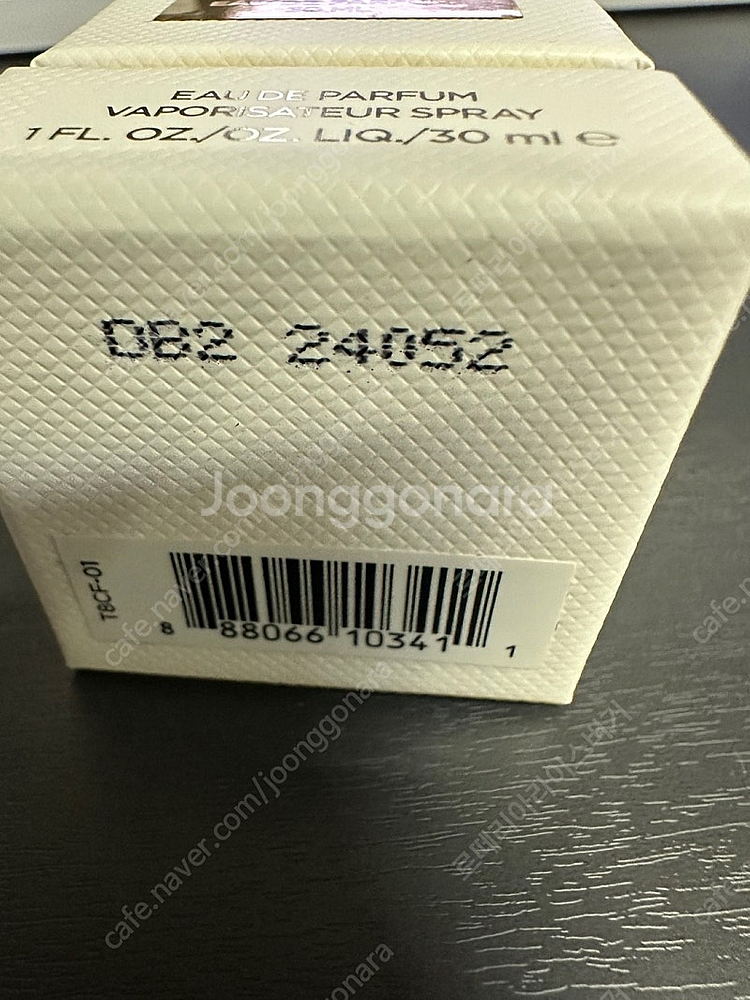 EAU DE PARFUM
VAPORISATEUR SPRAY
1 FL. OZ./OZ. LIQ./30 ml e
DB2 24052
Joonggonara
T8CF-01
8 88066 10341 1
cafe.naver.com/joonggonara